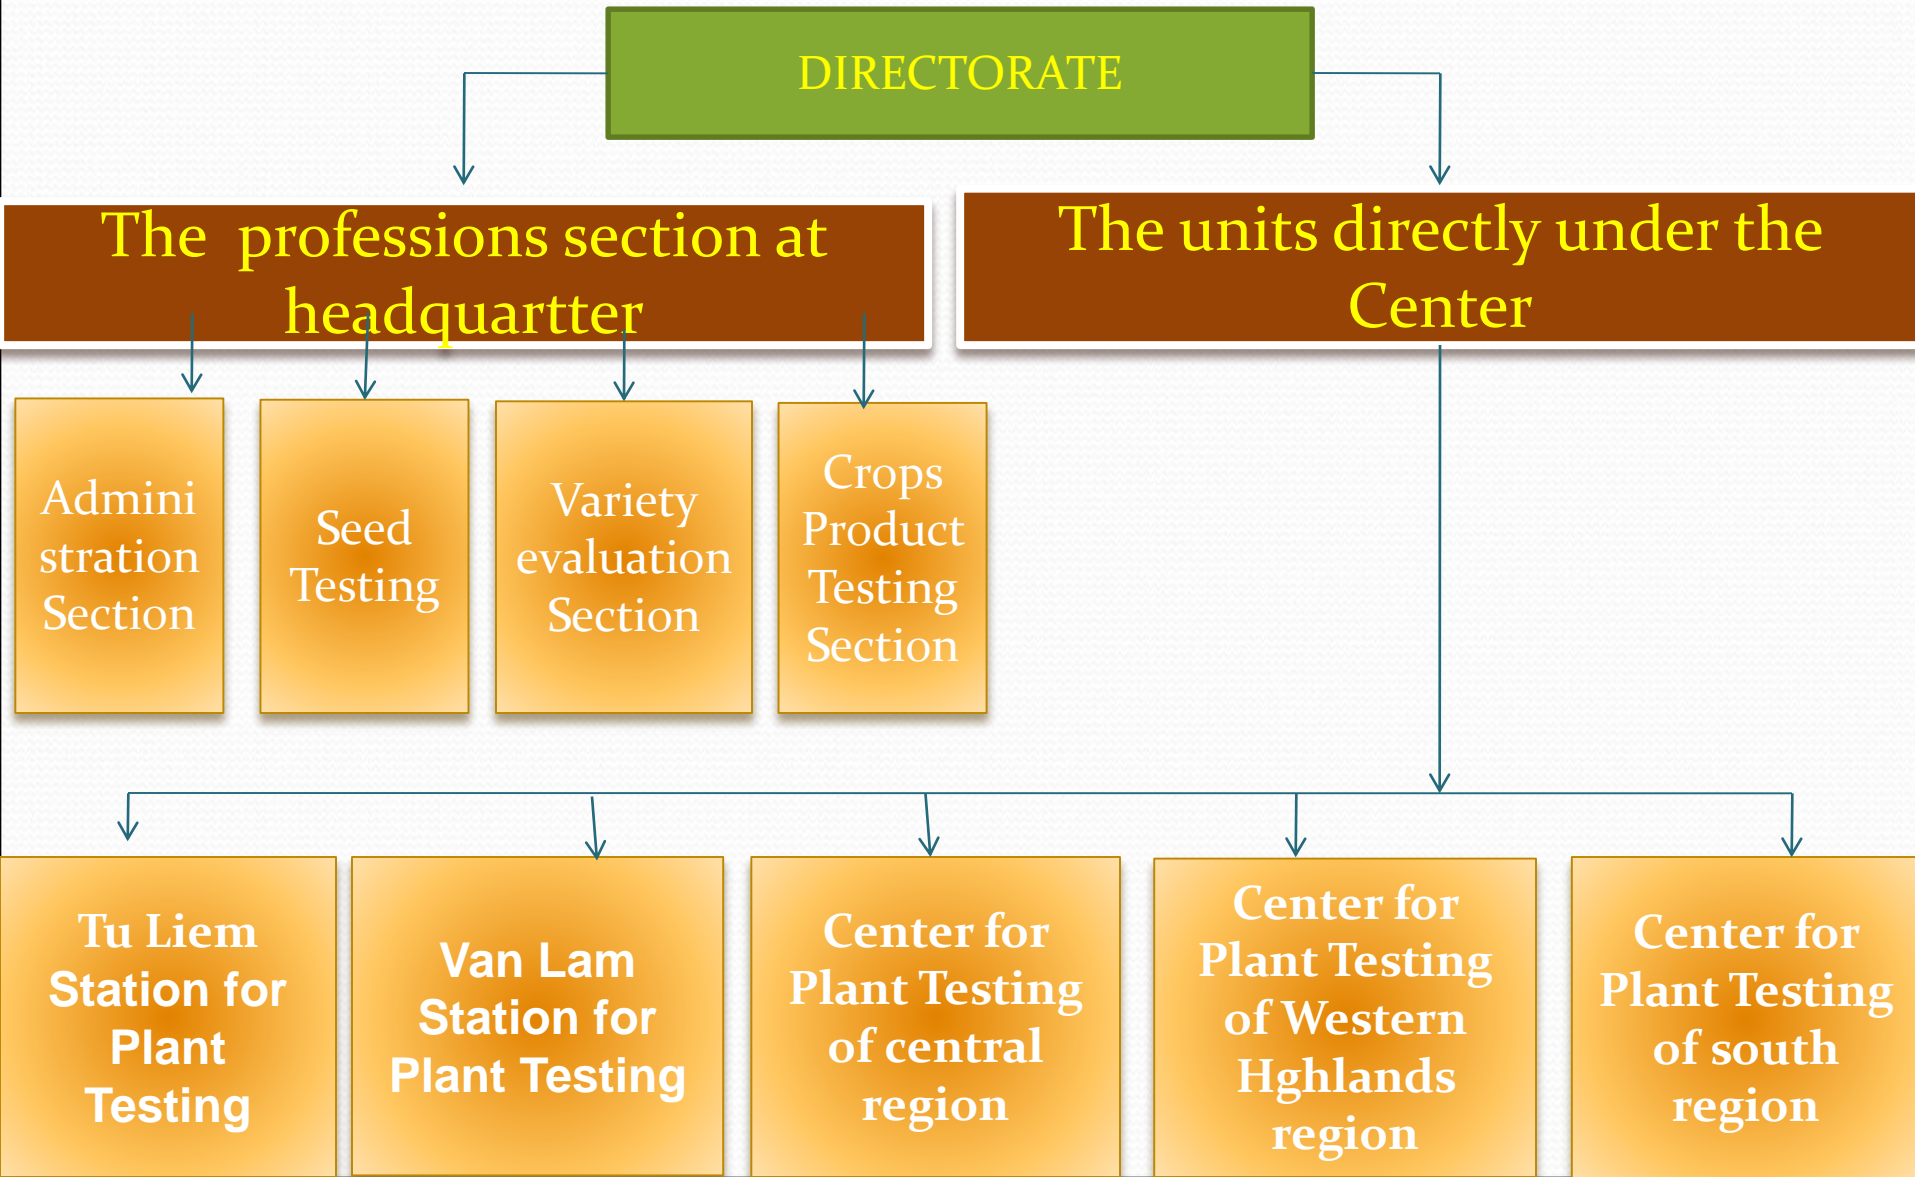 DIRECTORATE
The professions section at
headquartter
The units directly under the
Center
Admini
stration
Section
Seed
Testing
Variety
evaluation
Section
Crops
Product
Testing
Section
Tu Liem
Station for
Plant
Testing
Van Lam
Station for
Plant Testing
Center for
Plant Testing
of central
region
Center for
Plant Testing
of Western
Hghlands
region
Center for
Plant Testing
of south
region